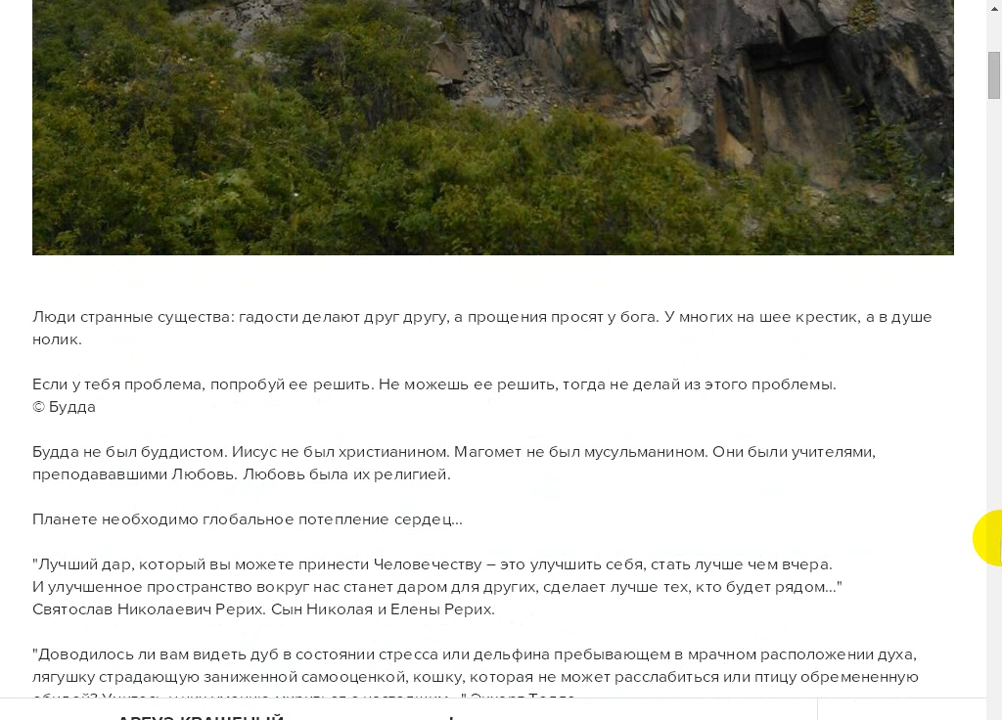 Люди странные существа: гадости делают друг другу, а прощения просят у бога. У многих на шее крестик, а в душе
нолик.
Если у тебя проблема, попробуй ее решить. Не можешь ее решить, тогда не делай из этого проблемы.
© Будда
Будда не был буддистом. Иисус не был христианином. Магомет не был мусульманином. Они были учителями,
преподававшими Любовь. Любовь была их религией.
Планете необходимо глобальное потепление сердец...
"Лучший дар, который вы можете принести Человечеству – это улучшить себя, стать лучше чем вчера.
И улучшенное пространство вокруг нас станет даром для других, сделает лучше тех, кто будет рядом..."
Святослав Николаевич Рерих. Сын Николая и Елены Рерих.
"Доводилось ли вам видеть дуб в состоянии стресса или дельфина пребывающем в мрачном расположении духа,
лягушку страдающую заниженной самооценкой, кошку, которая не может расслабиться или птицу обремененную